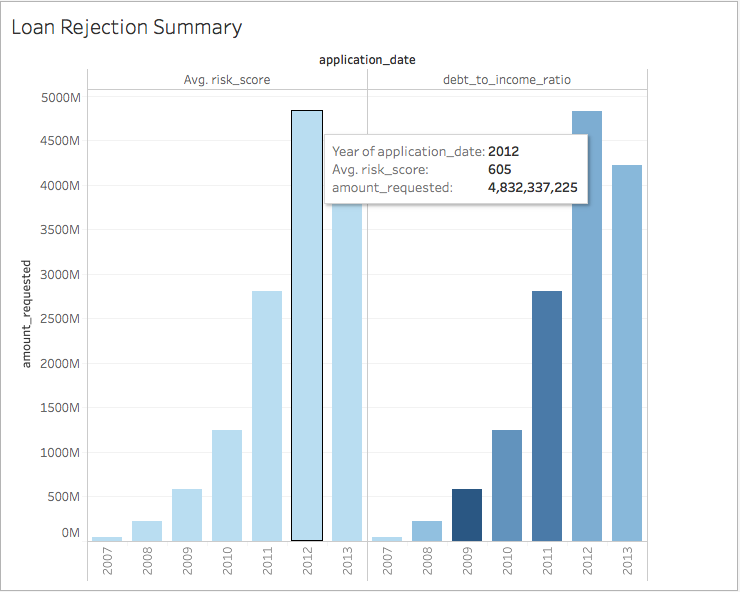 Loan Rejection Summary
application_date
Avg. risk_score
debt_to_income_ratio
5000M
4500M
4000M
3500M
3000M
2500M
2000M
1500M
1000M
500M
0M
amount_requested
Year of application_date: 2012
Avg. risk_score: 605
amount_requested: 4,832,337,225
2007 2008 2009 2010 2011 2012 2013 2007 2008 2009 2010 2011 2012 2013